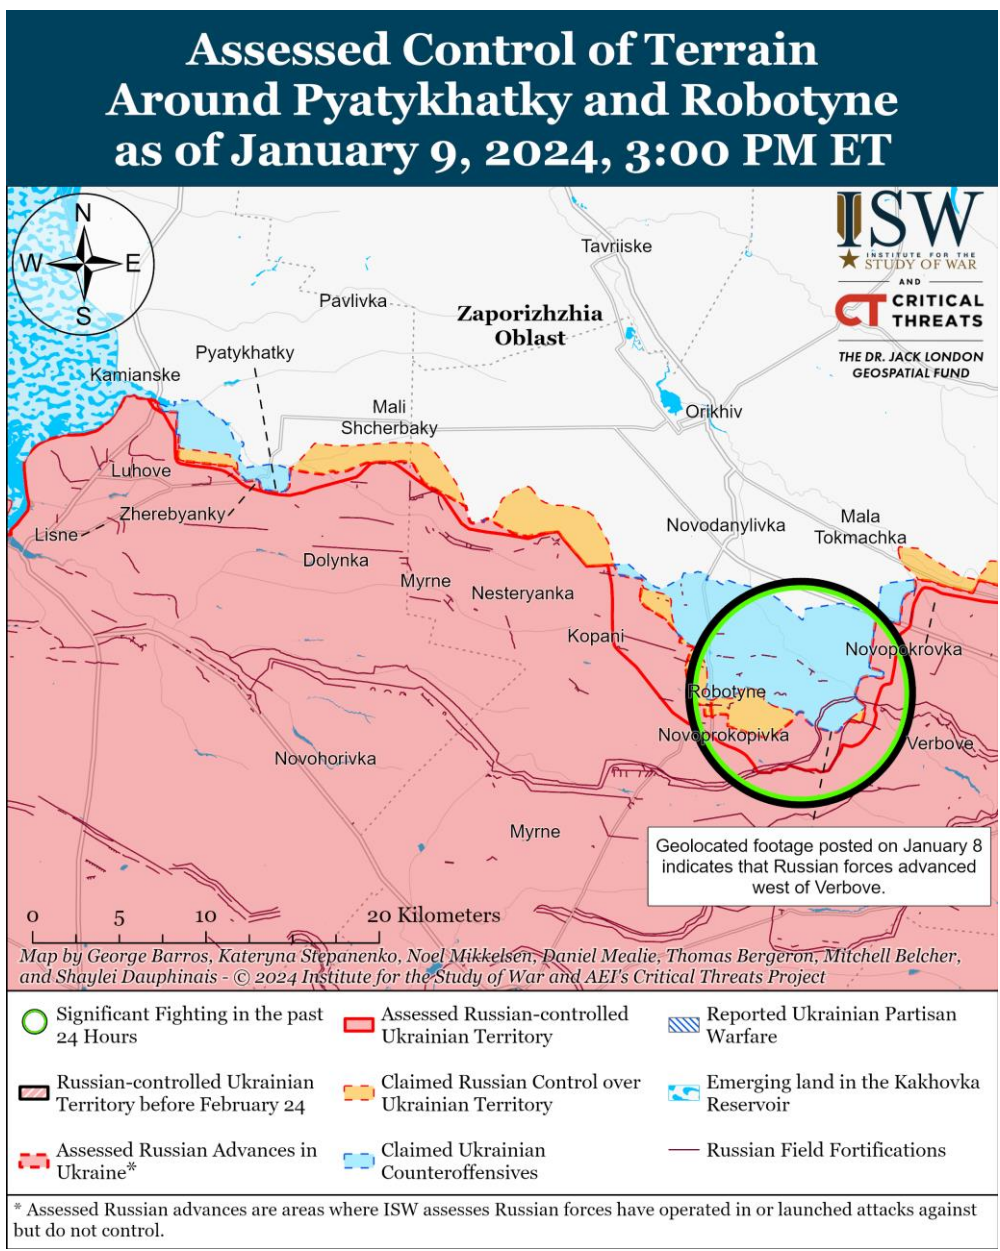 Assessed Control of Terrain
Around Pyatykhatky and Robotyne
as of January 9, 2024, 3:00 PM ET
N
W
E
S
ISW
INSTITUTE FOR THE
STUDY OF WAR
AND
CT CRITICAL
THREATS
THE DR. JACK LONDON
GEOSPATIAL FUND
Tavriiske
Pavlivka
Zaporizhzhia
Oblast
Pyatykhatky
Kamianske
Mali
Shcherbaky
Orikhiv
Luhove
Zherebyanky
Lisne
Novodanylivka
Mala
Tokmachka
Dolynka
Myrne
Nesteryanka
Kopani
Novopokrovka
Robotyne
Novoprokopivka
Verbove
Novohorivka
Myrne
Geolocated footage posted on January 8
indicates that Russian forces advanced
west of Verbove.
0 5 10 20 Kilometers
Map by George Barros, Kateryna Stepanenko, Noel Mikkelsen, Daniel Mealie, Thomas Bergeron, Mitchell Belcher,
and Shaylei Dauphinais - © 2024 Institute for the Study of War and AEI's Critical Threats Project
Significant Fighting in the past
24 Hours
Russian-controlled Ukrainian
Territory before February 24
Assessed Russian Advances in
Ukraine*
Assessed Russian-controlled
Ukrainian Territory
Claimed Russian Control over
Ukrainian Territory
Claimed Ukrainian
Counteroffensives
Reported Ukrainian Partisan
Warfare
Emerging land in the Kakhovka
Reservoir
Russian Field Fortifications
* Assessed Russian advances are areas where ISW assesses Russian forces have operated in or launched attacks against
but do not control.